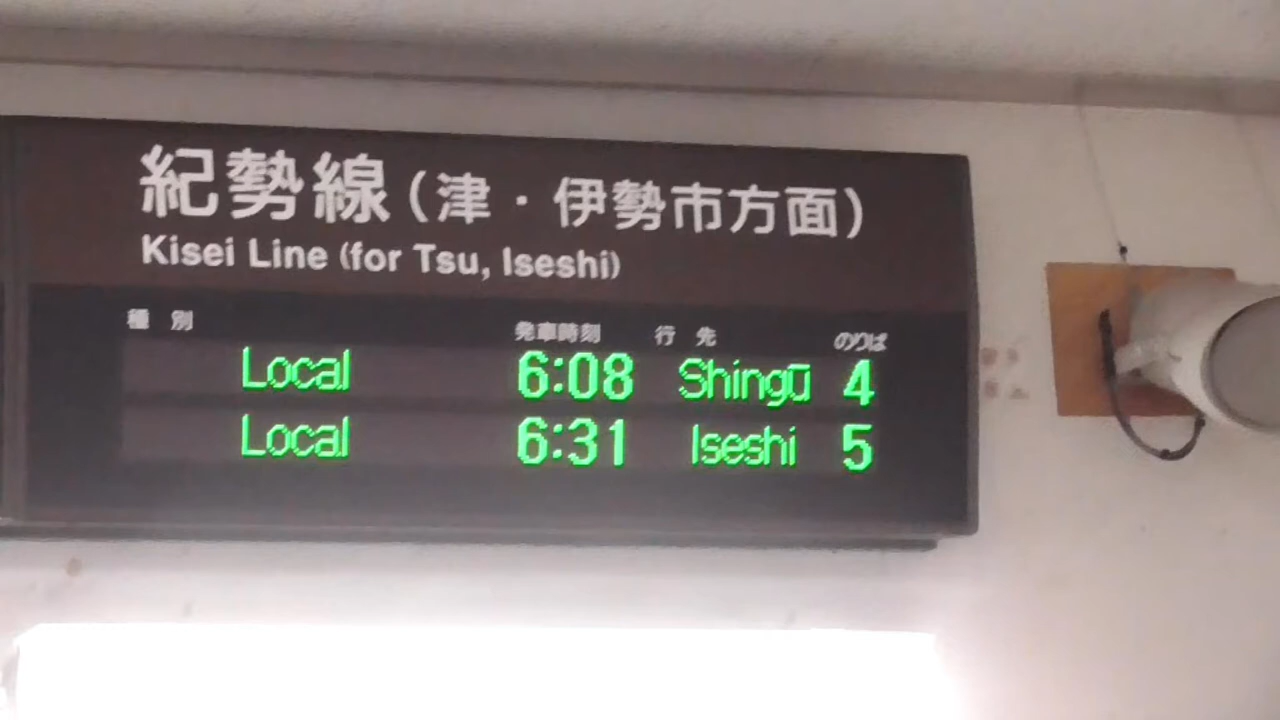 紀勢線(津・伊勢市方面)
Kisei Line (for Tsu, Iseshi)
種別 発車時刻 行先 のりば
Local 6:08 Shingū 4
Local 6:31 Iseshi 5